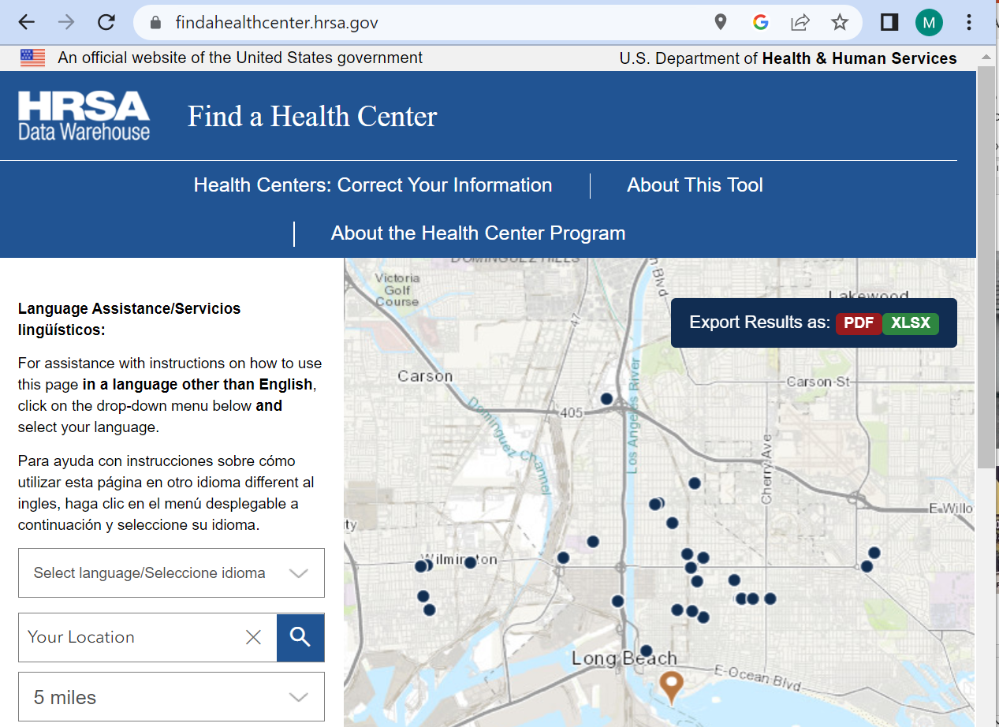 findahealthcenter.hrsa.gov
M
An official website of the United States government
U.S. Department of Health & Human Services
HRSA
Data Warehouse
Find a Health Center
Health Centers: Correct Your Information
About This Tool
About the Health Center Program
Language Assistance/Servicios
lingüísticos:
For assistance with instructions on how to use
this page in a language other than English,
click on the drop-down menu below and
select your language.
Para ayuda con instrucciones sobre cómo
utilizar esta página en otro idioma different al
ingles, haga clic en el menú desplegable a
continuación y seleccione su idioma.
Select language/Seleccione idioma
Your Location
5 miles
DOMINGUEZ HILLS
Victoria
Golf
Course
47
n Blvd
Lakewood
Export Results as: PDF XLSX
Carson
Carson St
405
Dominguez Channel
Los Angeles River
Cherry Ave
E Willo
ity
Wilmington
Long Beach
E Ocean Blvd